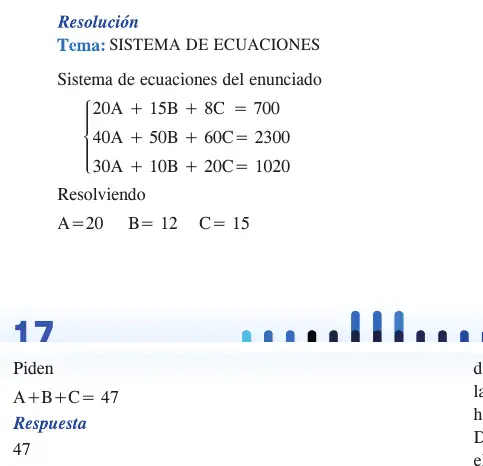 Resolución
Tema: SISTEMA DE ECUACIONES
Sistema de ecuaciones del enunciado
20A + 15B + 8C = 700
40A + 50B + 60C= 2300
30A + 10B + 20C= 1020
Resolviendo
A=20 B= 12 C= 15
17
Piden
A+B+C= 47
Respuesta
47